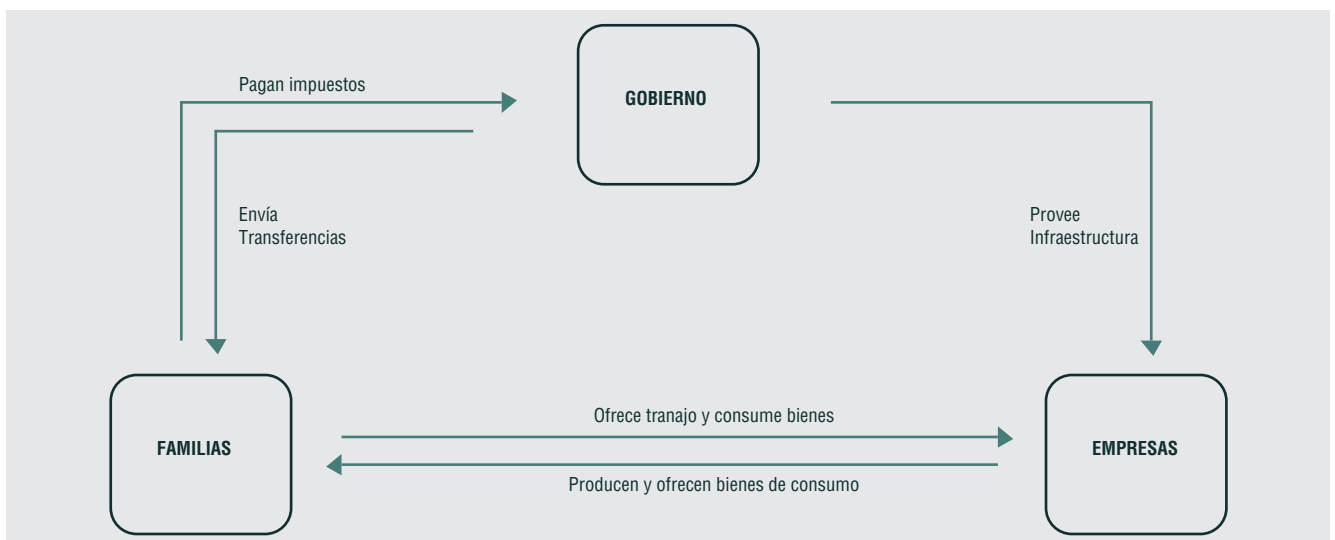 Pagan impuestos
GOBIERNO
Envía
Transferencias
Provee
Infraestructura
Ofrece tranajo y consume bienes
FAMILIAS
EMPRESAS
Producen y ofrecen bienes de consumo